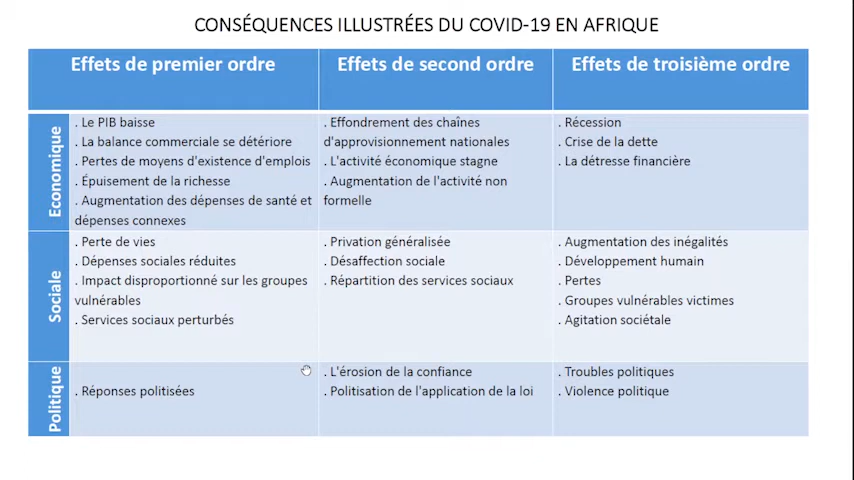 CONSÉQUENCES ILLUSTRÉES DU COVID-19 EN AFRIQUE
Effets de premier ordre
Effets de second ordre
Effets de troisième ordre
Economique
. Le PIB baisse
. La balance commerciale se détériore
. Pertes de moyens d'existence d'emplois
. Épuisement de la richesse
. Augmentation des dépenses de santé et
dépenses connexes
. Effondrement des chaînes
d'approvisionnement nationales
. L'activité économique stagne
. Augmentation de l'activité non
formelle
. Récession
. Crise de la dette
. La détresse financière
Sociale
. Perte de vies
. Dépenses sociales réduites
. Impact disproportionné sur les groupes
vulnérables
. Services sociaux perturbés
. Privation généralisée
. Désaffection sociale
. Répartition des services sociaux
. Augmentation des inégalités
. Développement humain
. Pertes
. Groupes vulnérables victimes
. Agitation sociétale
Politique
. Réponses politisées
. L'érosion de la confiance
. Politisation de l'application de la loi
. Troubles politiques
. Violence politique